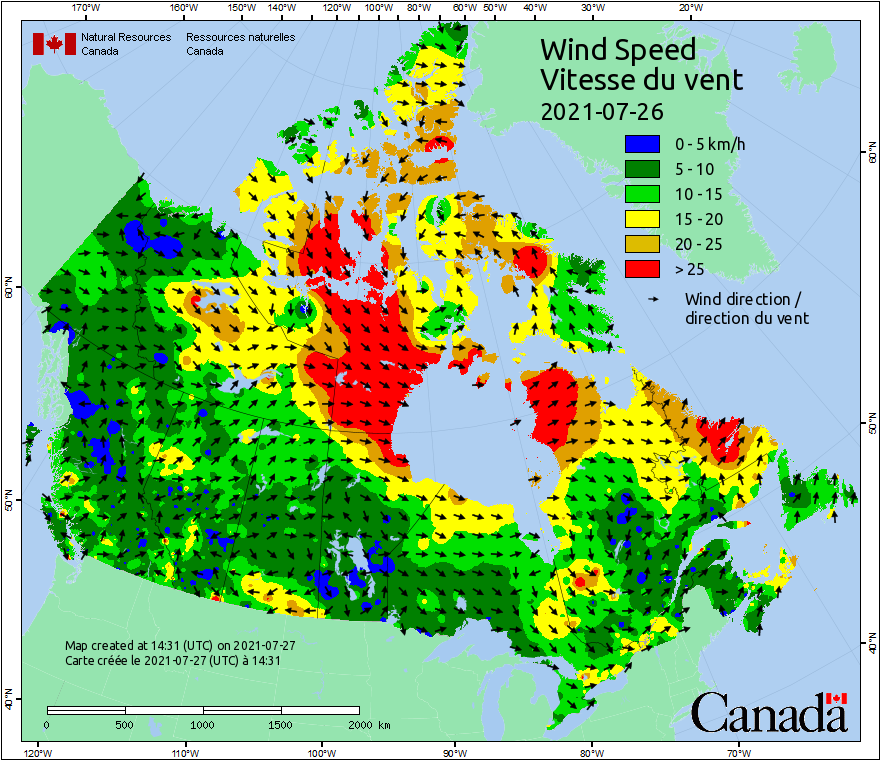 170°W 160°W 150°W 140°W 120°W 100°W 80°W 60°W 50°W 40°W 30°W 20°W
Natural Resources Ressources naturelles
Canada Canada
Wind Speed
Vitesse du vent
2021-07-26
0 - 5 km/h
5 - 10
10 - 15
15 - 20
20 - 25
> 25
Wind direction /
direction du vent
60°N 60°N
50°N 50°N
40°N 40°N
Map created at 14:31 (UTC) on 2021-07-27
Carte créée le 2021-07-27 (UTC) à 14:31
0 500 1000 1500 2000 km
Canada
120°W 110°W 100°W 90°W 80°W 70°W